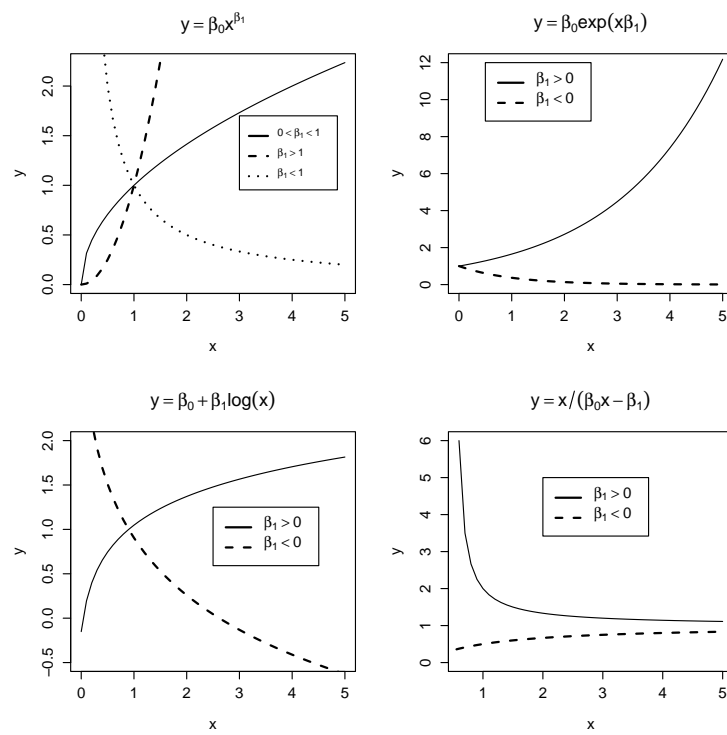 y = β₀x^β₁
0 < β₁ < 1
β₁ > 1
β₁ < 1
y
0.0 0.5 1.0 1.5 2.0
0 1 2 3 4 5
x
y = β₀exp(xβ₁)
β₁ > 0
β₁ < 0
y
0 2 4 6 8 10 12
0 1 2 3 4 5
x
y = β₀ + β₁log(x)
β₁ > 0
β₁ < 0
y
−0.5 0.0 0.5 1.0 1.5 2.0
0 1 2 3 4 5
x
y = x/(β₀x − β₁)
β₁ > 0
β₁ < 0
y
0 1 2 3 4 5 6
1 2 3 4 5
x